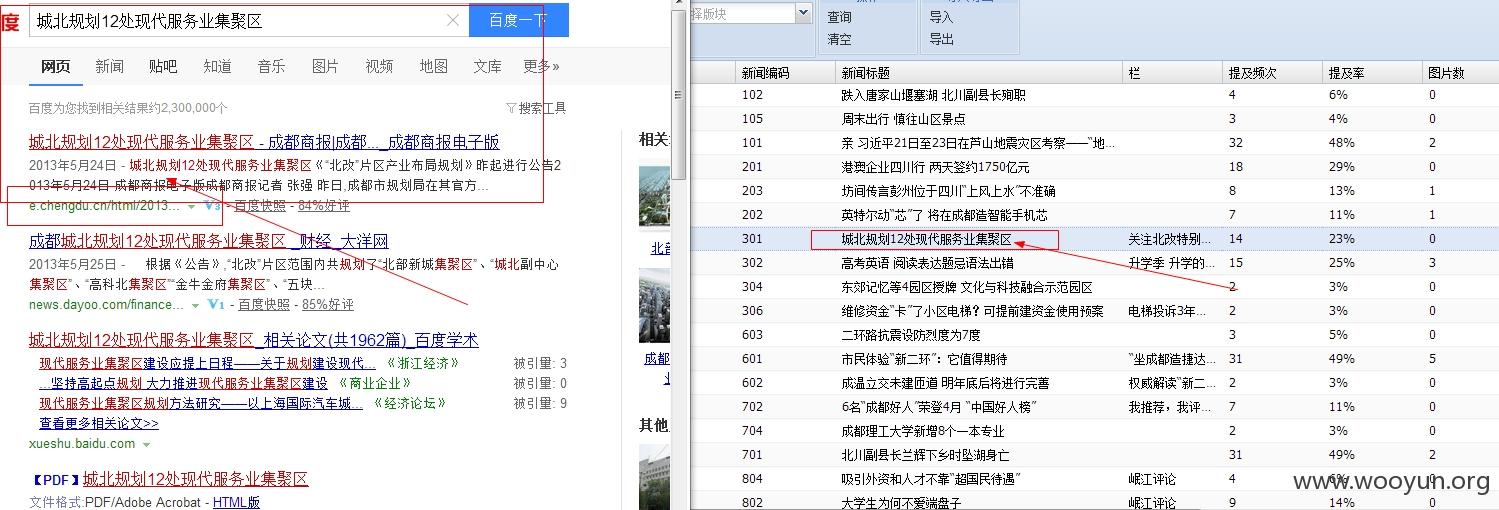 度 城北规划12处现代服务业集聚区 百度一下
网页 新闻 贴吧 知道 音乐 图片 视频 地图 文库 更多»
百度为您找到相关结果约2,300,000个 搜索工具
城北规划12处现代服务业集聚区 - 成都商报|成都..._成都商报电子版
2013年5月24日 - 城北规划12处现代服务业集聚区《“北改”片区产业布局规划》昨起进行公告2
013年5月24日 成都商报电子版成都商报记者 张强 昨日,成都市规划局在其官方...
e.chengdu.cn/html/2013... V3 - 百度快照 - 84%好评
成都城北规划12处现代服务业集聚区 _财经_大洋网
2013年5月25日 - 根据《公告》,“北改”片区范围内共规划了“北部新城集聚区”、“城北副中心
集聚区”、“高科北集聚区”“金牛金府集聚区”、“五块...
news.dayoo.com/finance... V1 - 百度快照 - 85%好评
城北规划12处现代服务业集聚区_相关论文(共1962篇)_百度学术
现代服务业集聚区建设应提上日程——关于规划建设现代... 《浙江经济》 被引量: 3
...坚持高起点规划 大力推进现代服务业集聚区建设 《商业企业》 被引量: 0
现代服务业集聚区规划方法研究——以上海国际汽车城... 《经济论坛》 被引量: 9
查看更多相关论文>>
xueshu.baidu.com
【PDF】城北规划12处现代服务业集聚区
文件格式:PDF/Adobe Acrobat - HTML版
相关
北部
成都
业
其他
择版块
查询
清空
导入
导出
新闻编码 新闻标题 栏 提及频次 提及率 图片数
102 跌入唐家山堰塞湖 北川副县长殉职 4 6% 0
105 周末出行 慎往山区景点 3 4% 0
101 亲 习近平21日至23日在芦山地震灾区考察——“地... 32 48% 2
201 港澳企业四川行 两天签约1750亿元 18 29% 0
203 坊间传言彭州位于四川“上风上水”不准确 8 13% 1
202 英特尔动“芯”了 将在成都造智能手机芯 7 11% 1
301 城北规划12处现代服务业集聚区 关注北改特别... 14 23% 0
302 高考英语 阅读表达题忌语法出错 升学季 升学的... 15 25% 3
304 东郊记忆等4园区授牌 文化与科技融合示范园区 2 3% 0
306 维修资金“卡”了小区电梯？可提前建资金使用预案 电梯投诉3年... 2 3% 0
603 二环路抗震设防烈度为7度 3 5% 0
601 市民体验“新二环”：它值得期待 “坐成都造捷达... 31 49% 5
602 成温立交未建匝道 明年底后将进行完善 权威解读“新二... 2 3% 0
702 6名“成都好人”荣登4月 “中国好人榜” 我推荐，我评... 7 11% 0
704 成都理工大学新增8个一本专业 2 3% 0
701 北川副县长兰辉下乡时坠湖身亡 31 49% 2
804 吸引外资和人才不靠“超国民待遇” 岷江评论 4 6% 0
802 大学生为何不爱端盘子 岷江评论 9 14% 0
www.wooyun.org